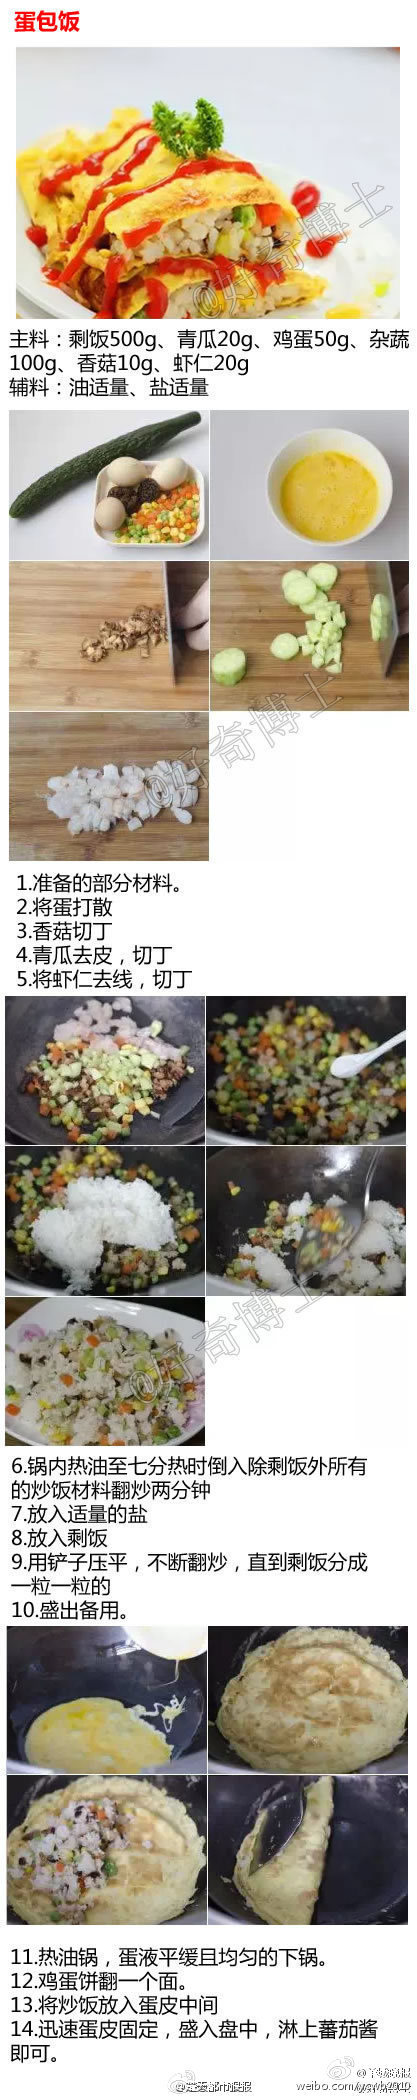 蛋包饭
@好奇博士
主料：剩饭500g、青瓜20g、鸡蛋50g、杂蔬
100g、香菇10g、虾仁20g
辅料：油适量、盐适量
@好奇博士
1.准备的部分材料。
2.将蛋打散
3.香菇切丁
4.青瓜去皮，切丁
5.将虾仁去线，切丁
@好奇博士
6.锅内热油至七分热时倒入除剩饭外所有
的炒饭材料翻炒两分钟
7.放入适量的盐
8.放入剩饭
9.用铲子压平，不断翻炒，直到剩饭分成
一粒一粒的
10.盛出备用。
11.热油锅，蛋液平缓且均匀的下锅。
12.鸡蛋饼翻一个面。
13.将炒饭放入蛋皮中间
14.迅速蛋皮固定，盛入盘中，淋上蕃茄酱
即可。